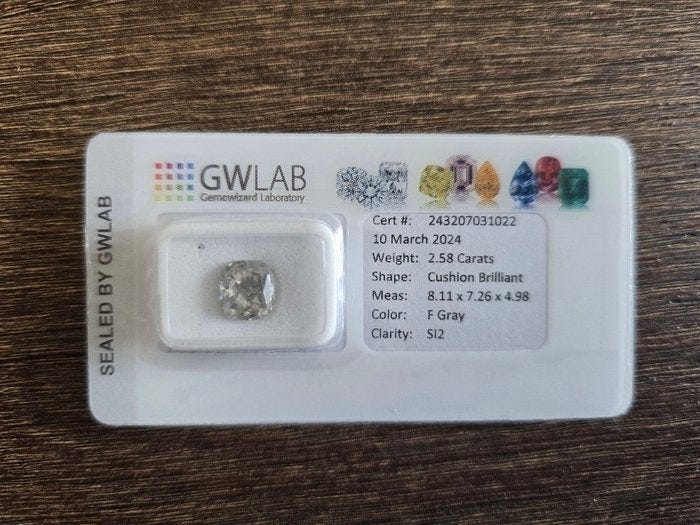 SEALED BY GWLAB
GWLAB
Gemewizard Laboratory
Cert #: 243207031022
10 March 2024
Weight: 2.58 Carats
Shape: Cushion Brilliant
Meas: 8.11 x 7.26 x 4.98
Color: F Gray
Clarity: SI2